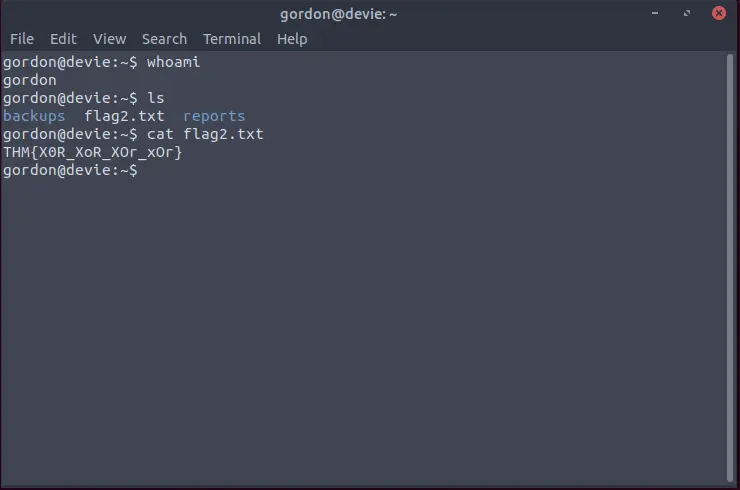 gordon@devie: ~
File Edit View Search Terminal Help
gordon@devie:~$ whoami
gordon
gordon@devie:~$ ls
backups  flag2.txt  reports
gordon@devie:~$ cat flag2.txt
THM{X0R_XoR_XOr_xOr}
gordon@devie:~$